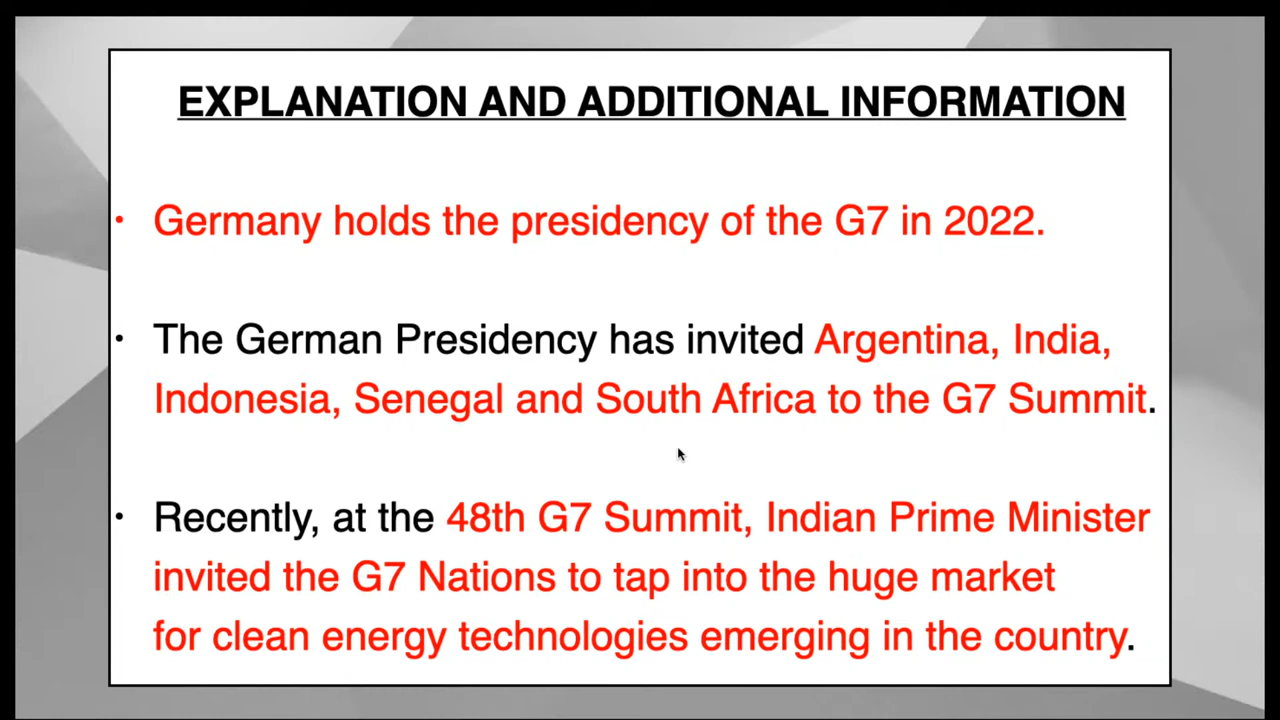 EXPLANATION AND ADDITIONAL INFORMATION
• Germany holds the presidency of the G7 in 2022.
• The German Presidency has invited Argentina, India,
Indonesia, Senegal and South Africa to the G7 Summit.
• Recently, at the 48th G7 Summit, Indian Prime Minister
invited the G7 Nations to tap into the huge market
for clean energy technologies emerging in the country.